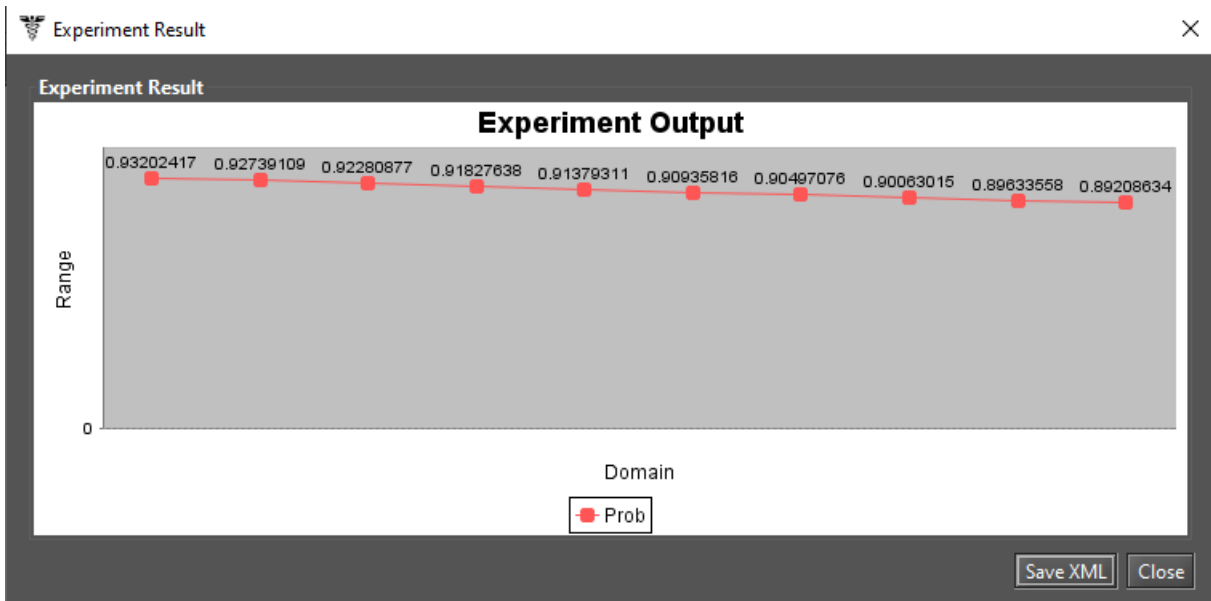 Experiment Result
Experiment Result
Experiment Output
0.93202417 0.92739109 0.92280877 0.91827638 0.91379311 0.90935816 0.90497076 0.90063015 0.89633558 0.89208634
Range
0
Domain
Prob
Save XML Close